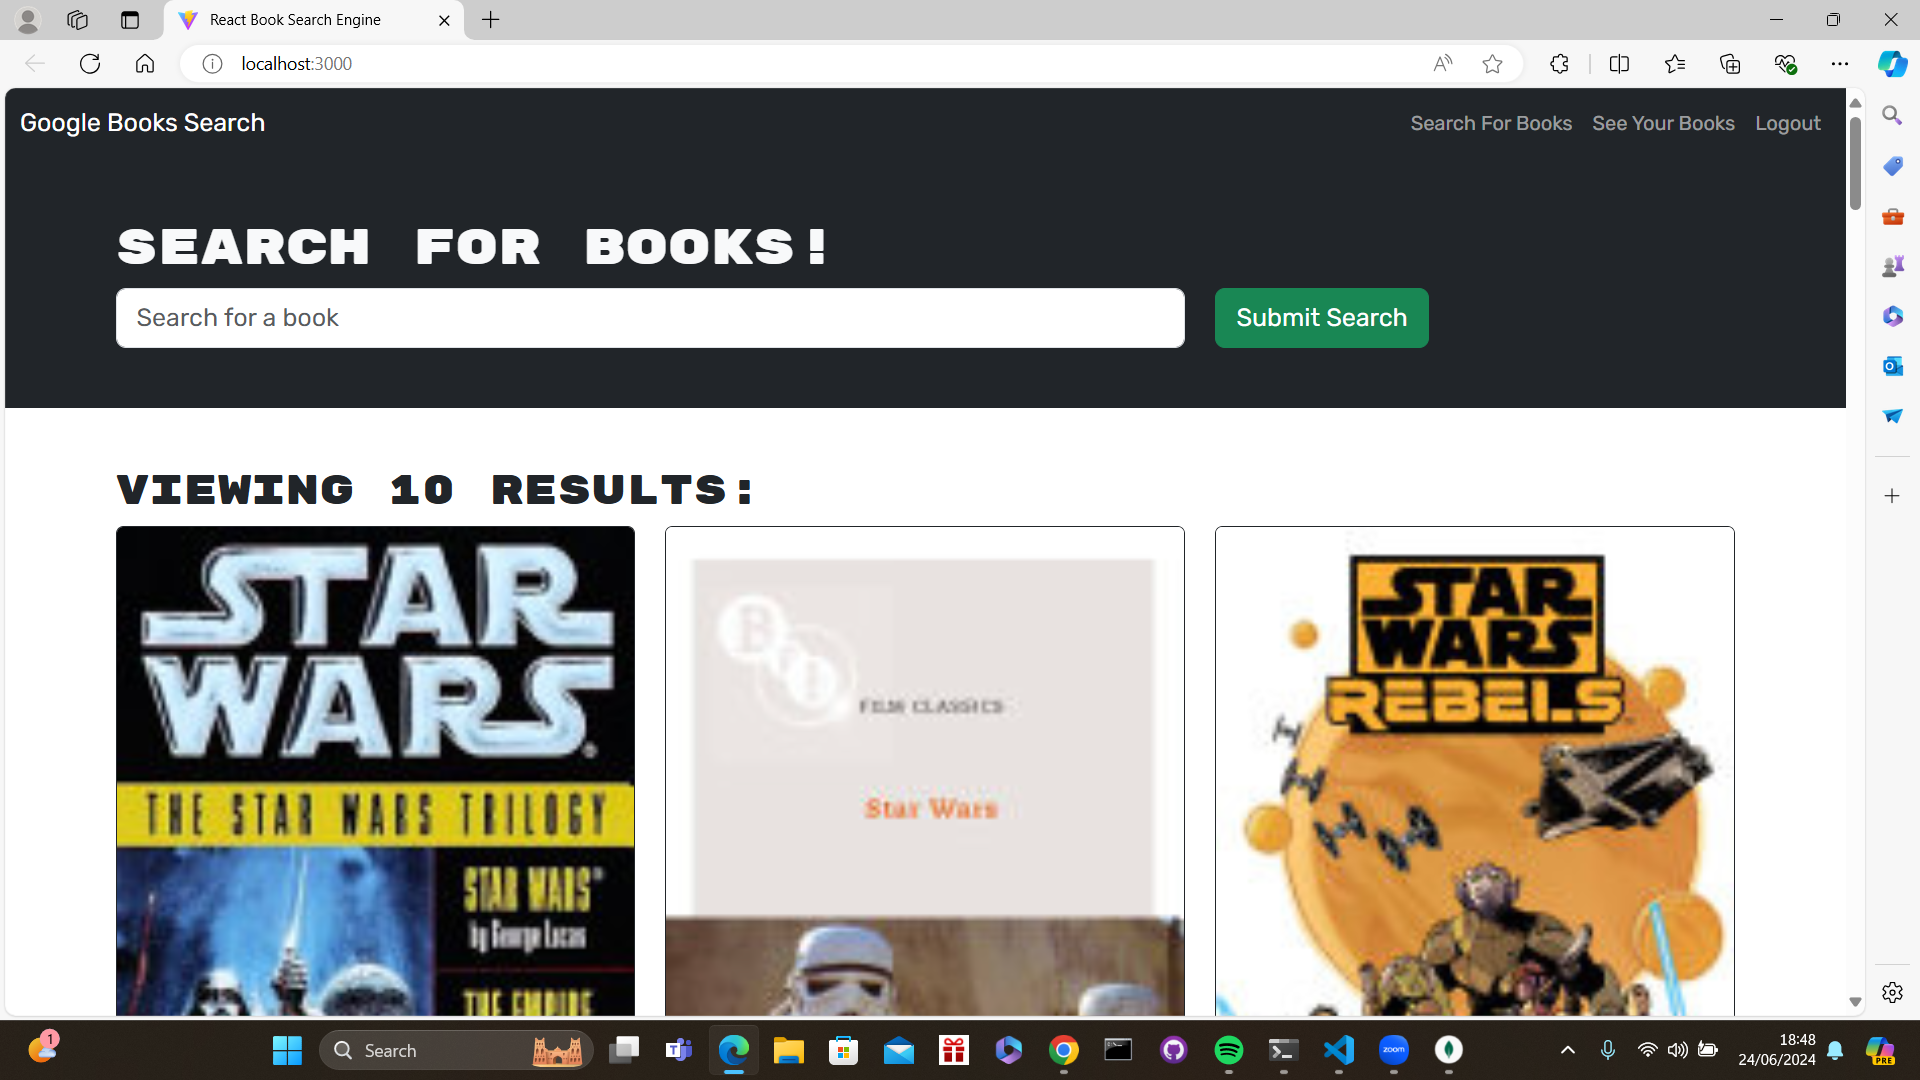 React Book Search Engine
localhost:3000
Google Books Search
Search For Books
See Your Books
Logout
SEARCH FOR BOOKS!
Search for a book
Submit Search
VIEWING 10 RESULTS:
STAR
WARS
THE STAR WARS TRILOGY
STAR WARS
by George Lucas
THE EMPIRE
BFI
FILM CLASSICS
Star Wars
STAR
WARS
REBELS
1
Search
zoom
18:48
24/06/2024
PRE